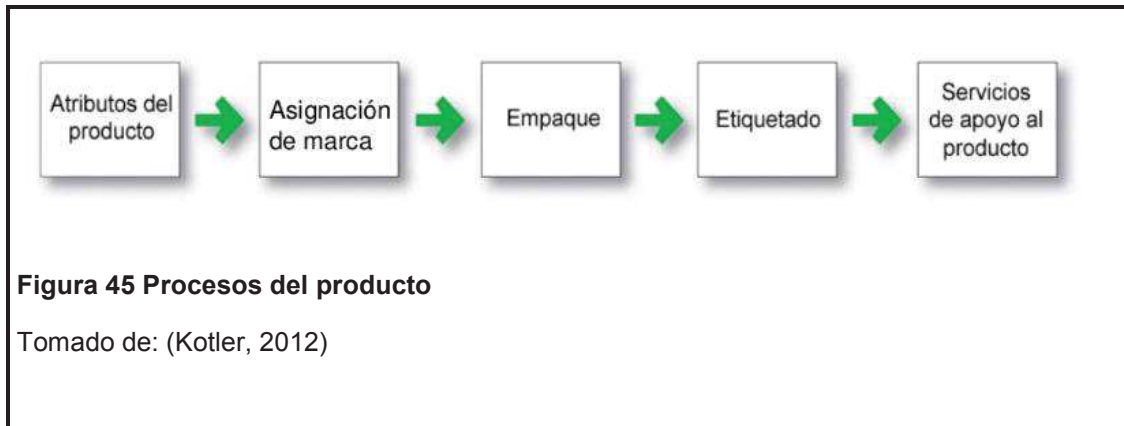 Atributos del
producto
Asignación
de marca
Empaque
Etiquetado
Servicios
de apoyo al
producto
Figura 45 Procesos del producto
Tomado de: (Kotler, 2012)